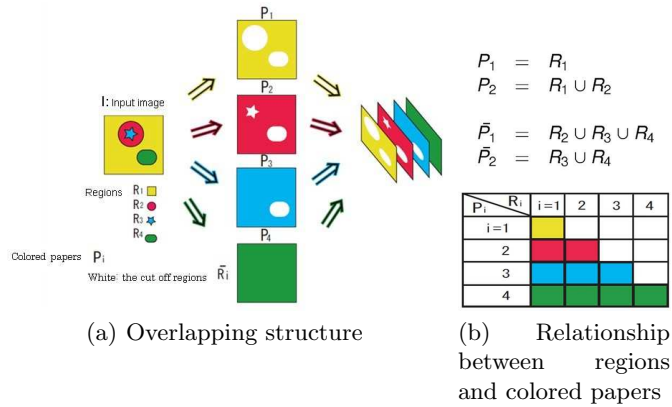 P₁
I: Input image
P₂
P₃
P₄
Regions R₁
R₂
R₃
R₄
Colored papers Pᵢ
White: the cut off regions R̄ᵢ
P₁ = R₁
P₂ = R₁ ∪ R₂
P̄₁ = R₂ ∪ R₃ ∪ R₄
P̄₂ = R₃ ∪ R₄
Pᵢ Rᵢ i=1 2 3 4
i=1
2
3
4
(a) Overlapping structure
(b) Relationship
between regions
and colored papers